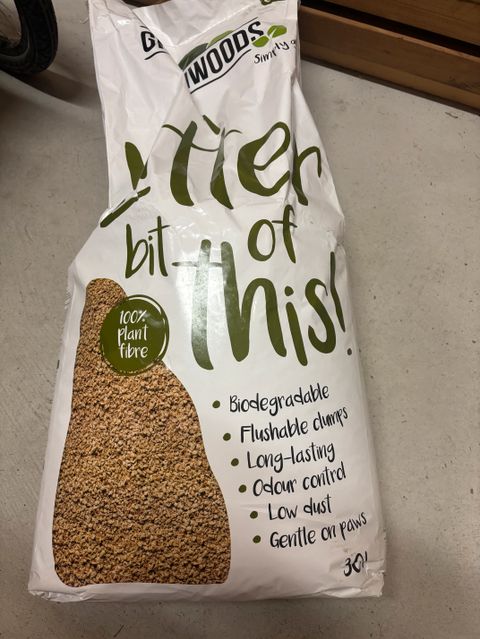 G NWOODS
Simply g
Litter
bit of
this!
100%
plant
fibre
• Biodegradable
• Flushable clumps
• Long-lasting
• Odour control
• Low dust
• Gentle on paws
30l